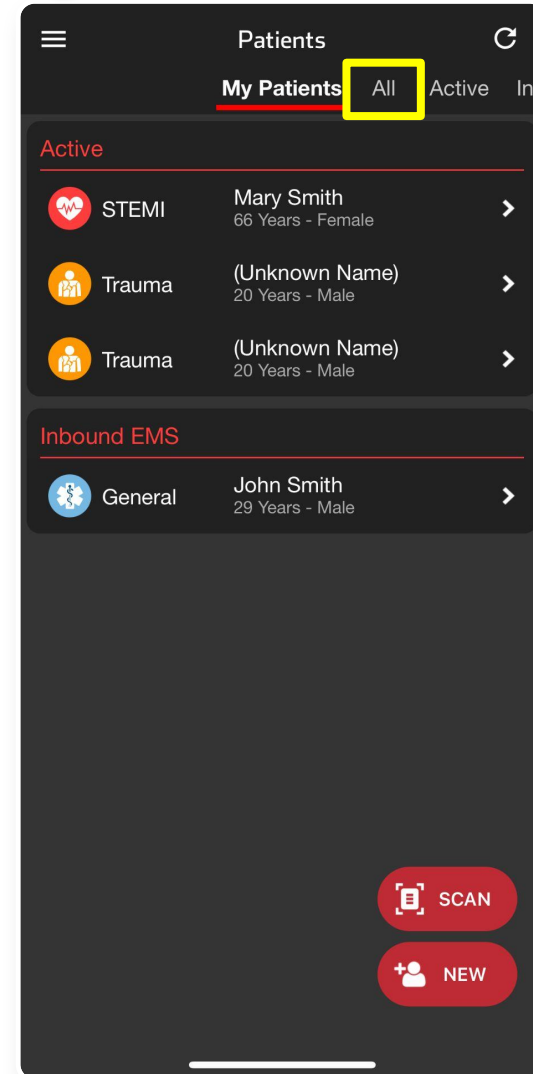 Patients
My Patients All Active In
Active
STEMI Mary Smith
66 Years - Female
Trauma (Unknown Name)
20 Years - Male
Trauma (Unknown Name)
20 Years - Male
Inbound EMS
General John Smith
29 Years - Male
SCAN
NEW